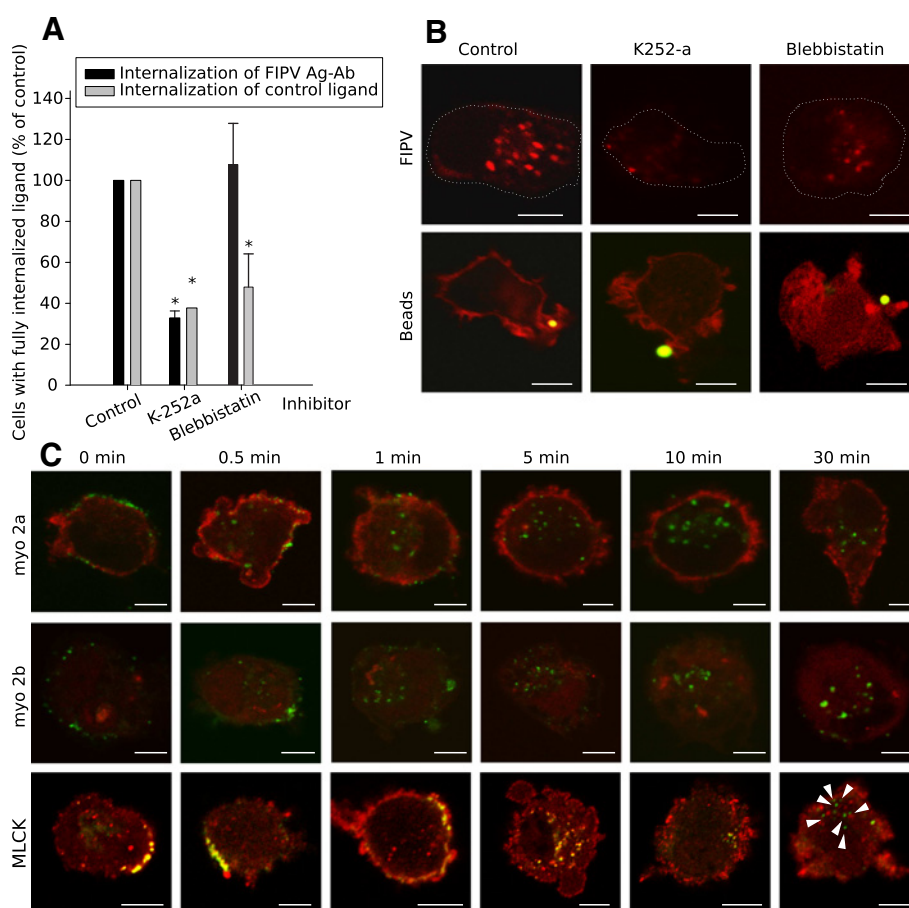 A
Cells with fully internalized ligand (% of control)
Internalization of FIPV Ag-Ab
Internalization of control ligand
140
120
100
80
60
40
20
0
*
*
*
Control
K-252a
Blebbistatin
Inhibitor
B
Control K252-a Blebbistatin
FIPV
Beads
C
0 min 0.5 min 1 min 5 min 10 min 30 min
myo 2a
myo 2b
MLCK